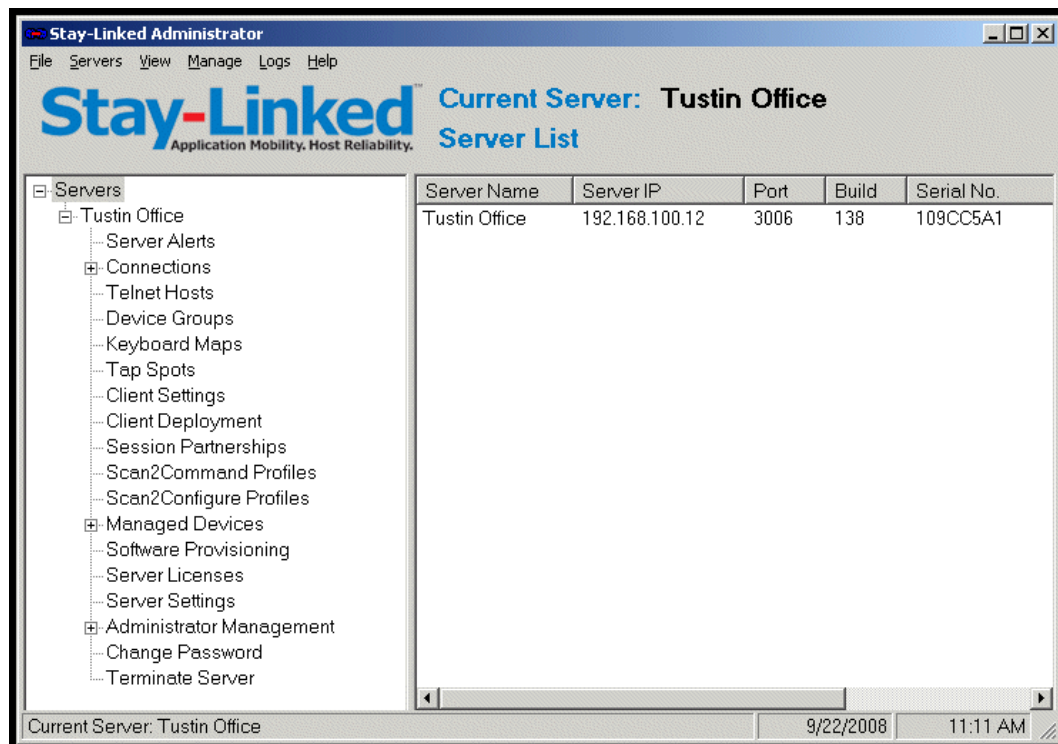 Stay-Linked Administrator
File Servers View Manage Logs Help
Stay-Linked™
Application Mobility. Host Reliability.
Current Server: Tustin Office
Server List
Servers
Tustin Office
Server Alerts
Connections
Telnet Hosts
Device Groups
Keyboard Maps
Tap Spots
Client Settings
Client Deployment
Session Partnerships
Scan2Command Profiles
Scan2Configure Profiles
Managed Devices
Software Provisioning
Server Licenses
Server Settings
Administrator Management
Change Password
Terminate Server
Server Name Server IP Port Build Serial No.
Tustin Office 192.168.100.12 3006 138 109CC5A1
Current Server: Tustin Office 9/22/2008 11:11 AM